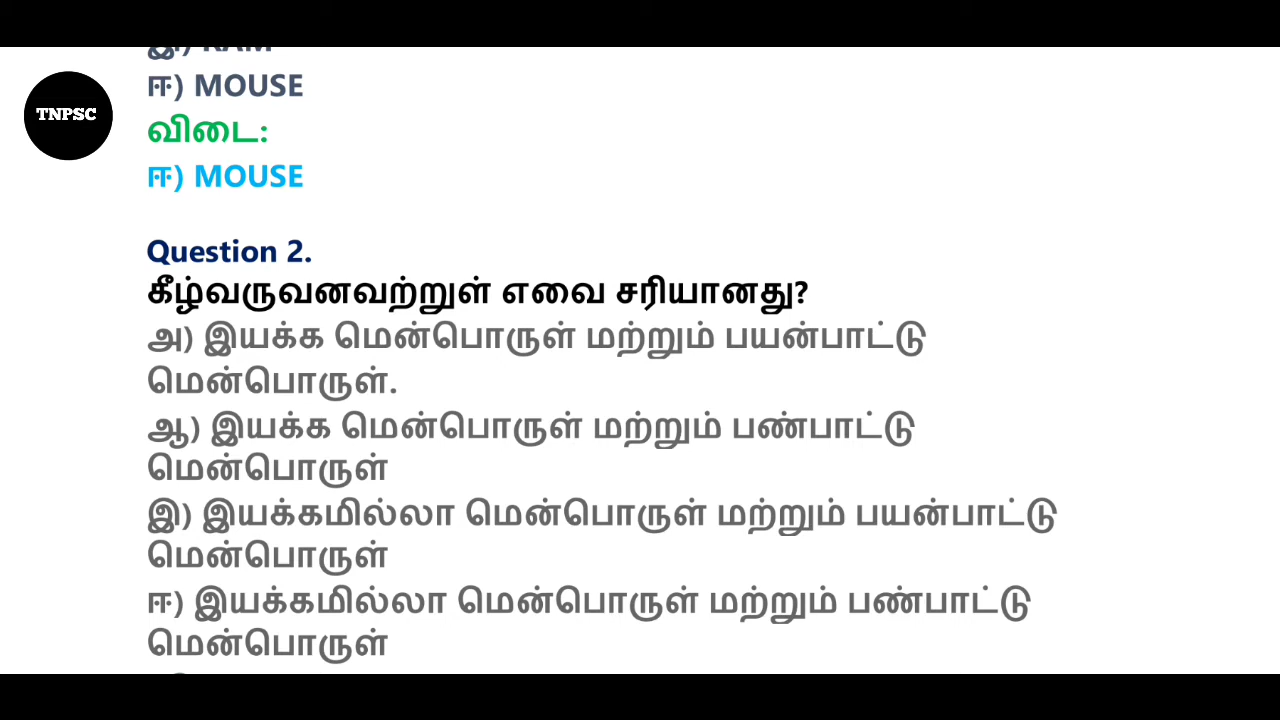 இ) RAM
ஈ) MOUSE
TNPSC
விடை:
ஈ) MOUSE
Question 2.
கீழ்வருவனவற்றுள் எவை சரியானது?
அ) இயக்க மென்பொருள் மற்றும் பயன்பாட்டு
மென்பொருள்.
ஆ) இயக்க மென்பொருள் மற்றும் பண்பாட்டு
மென்பொருள்
இ) இயக்கமில்லா மென்பொருள் மற்றும் பயன்பாட்டு
மென்பொருள்
ஈ) இயக்கமில்லா மென்பொருள் மற்றும் பண்பாட்டு
மென்பொருள்